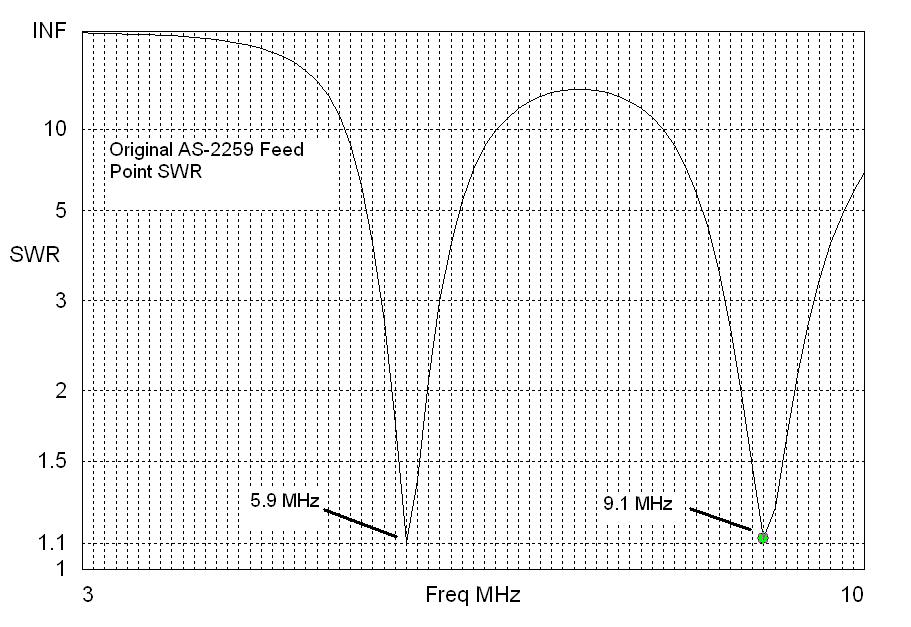 INF
10
Original AS-2259 Feed
Point SWR
5
SWR
3
2
1.5
5.9 MHz
9.1 MHz
1.1
1
3
Freq MHz
10